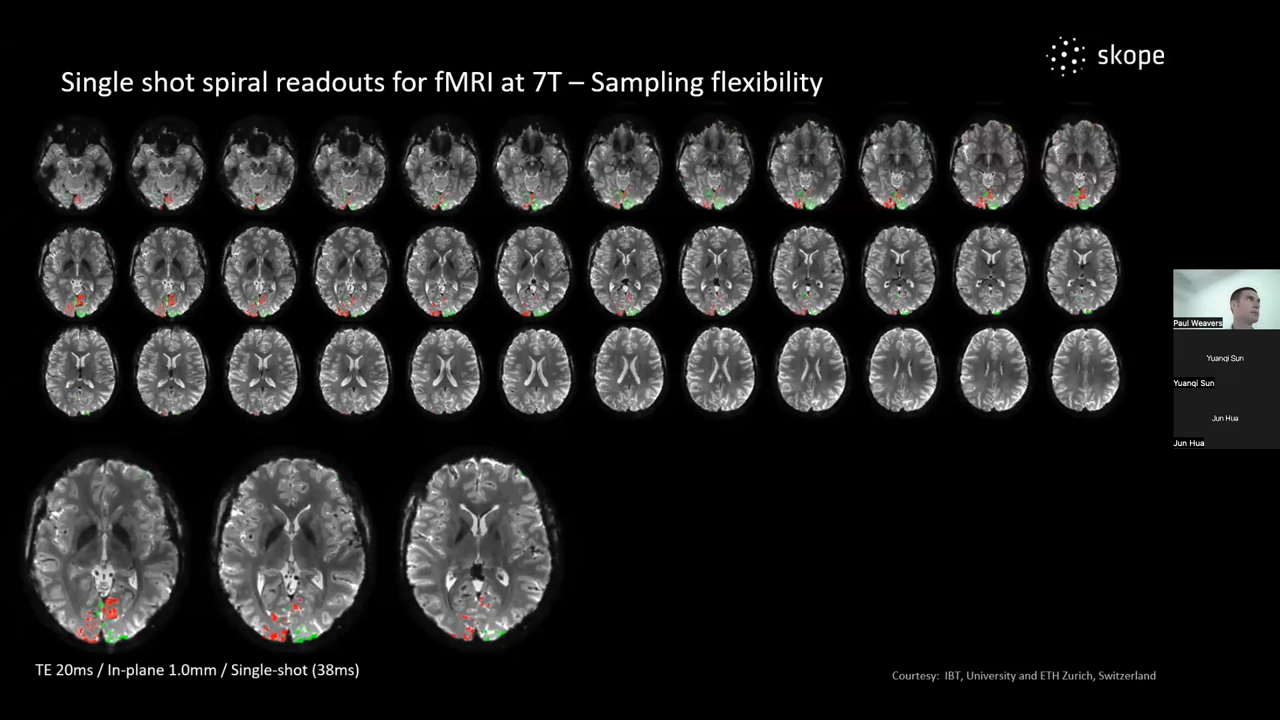 skope
Single shot spiral readouts for fMRI at 7T – Sampling flexibility
Paul Weavers
Yuanqi Sun
Yuanqi Sun
Jun Hua
Jun Hua
TE 20ms / In-plane 1.0mm / Single-shot (38ms)
Courtesy: IBT, University and ETH Zurich, Switzerland